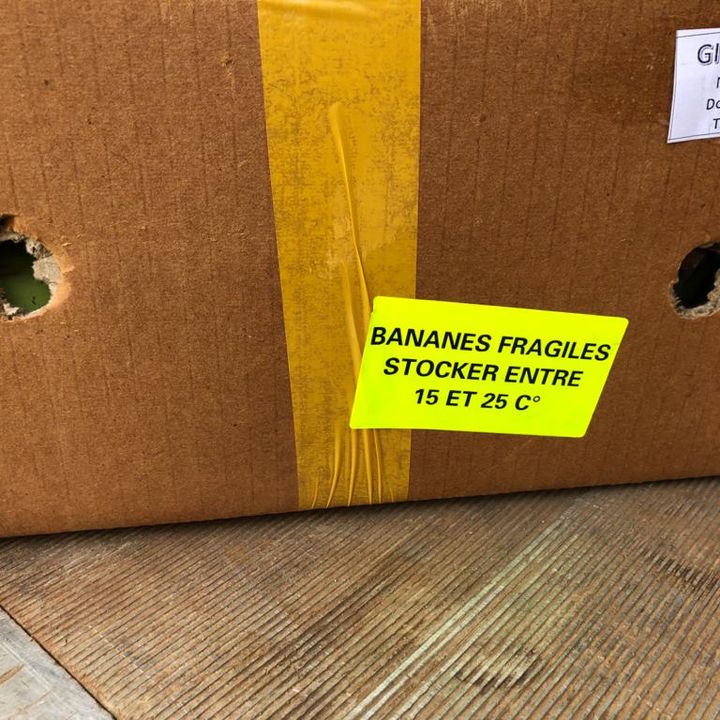 BANANES FRAGILES
STOCKER ENTRE
15 ET 25 C°